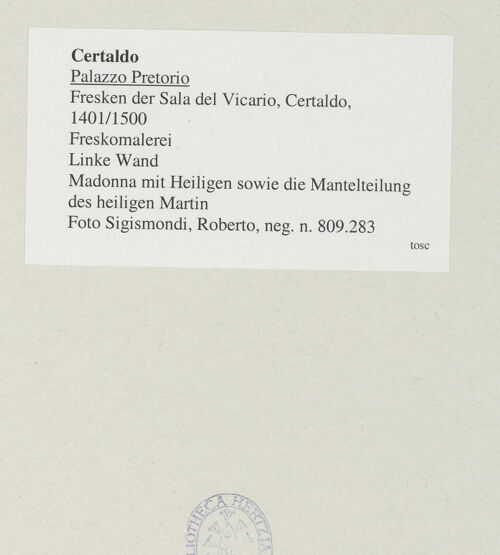 Certaldo
Palazzo Pretorio
Fresken der Sala del Vicario, Certaldo,
1401/1500
Freskomalerei
Linke Wand
Madonna mit Heiligen sowie die Mantelteilung
des heiligen Martin
Foto Sigismondi, Roberto, neg. n. 809.283
tosc